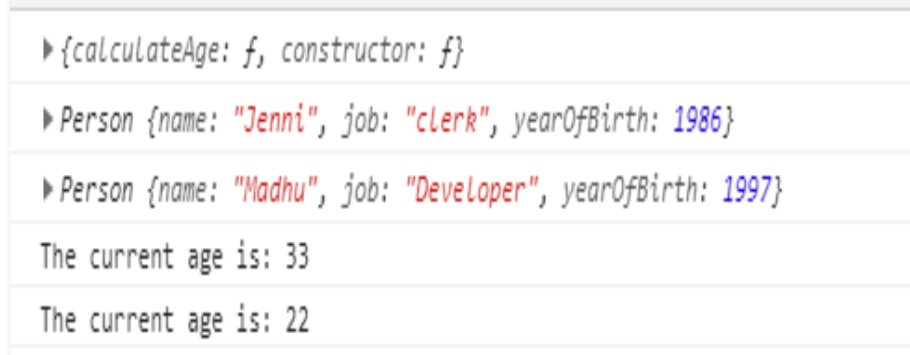 ▶{calculateAge: ƒ, constructor: ƒ}
▶Person {name: "Jenni", job: "clerk", yearOfBirth: 1986}
▶Person {name: "Madhu", job: "Developer", yearOfBirth: 1997}
The current age is: 33
The current age is: 22